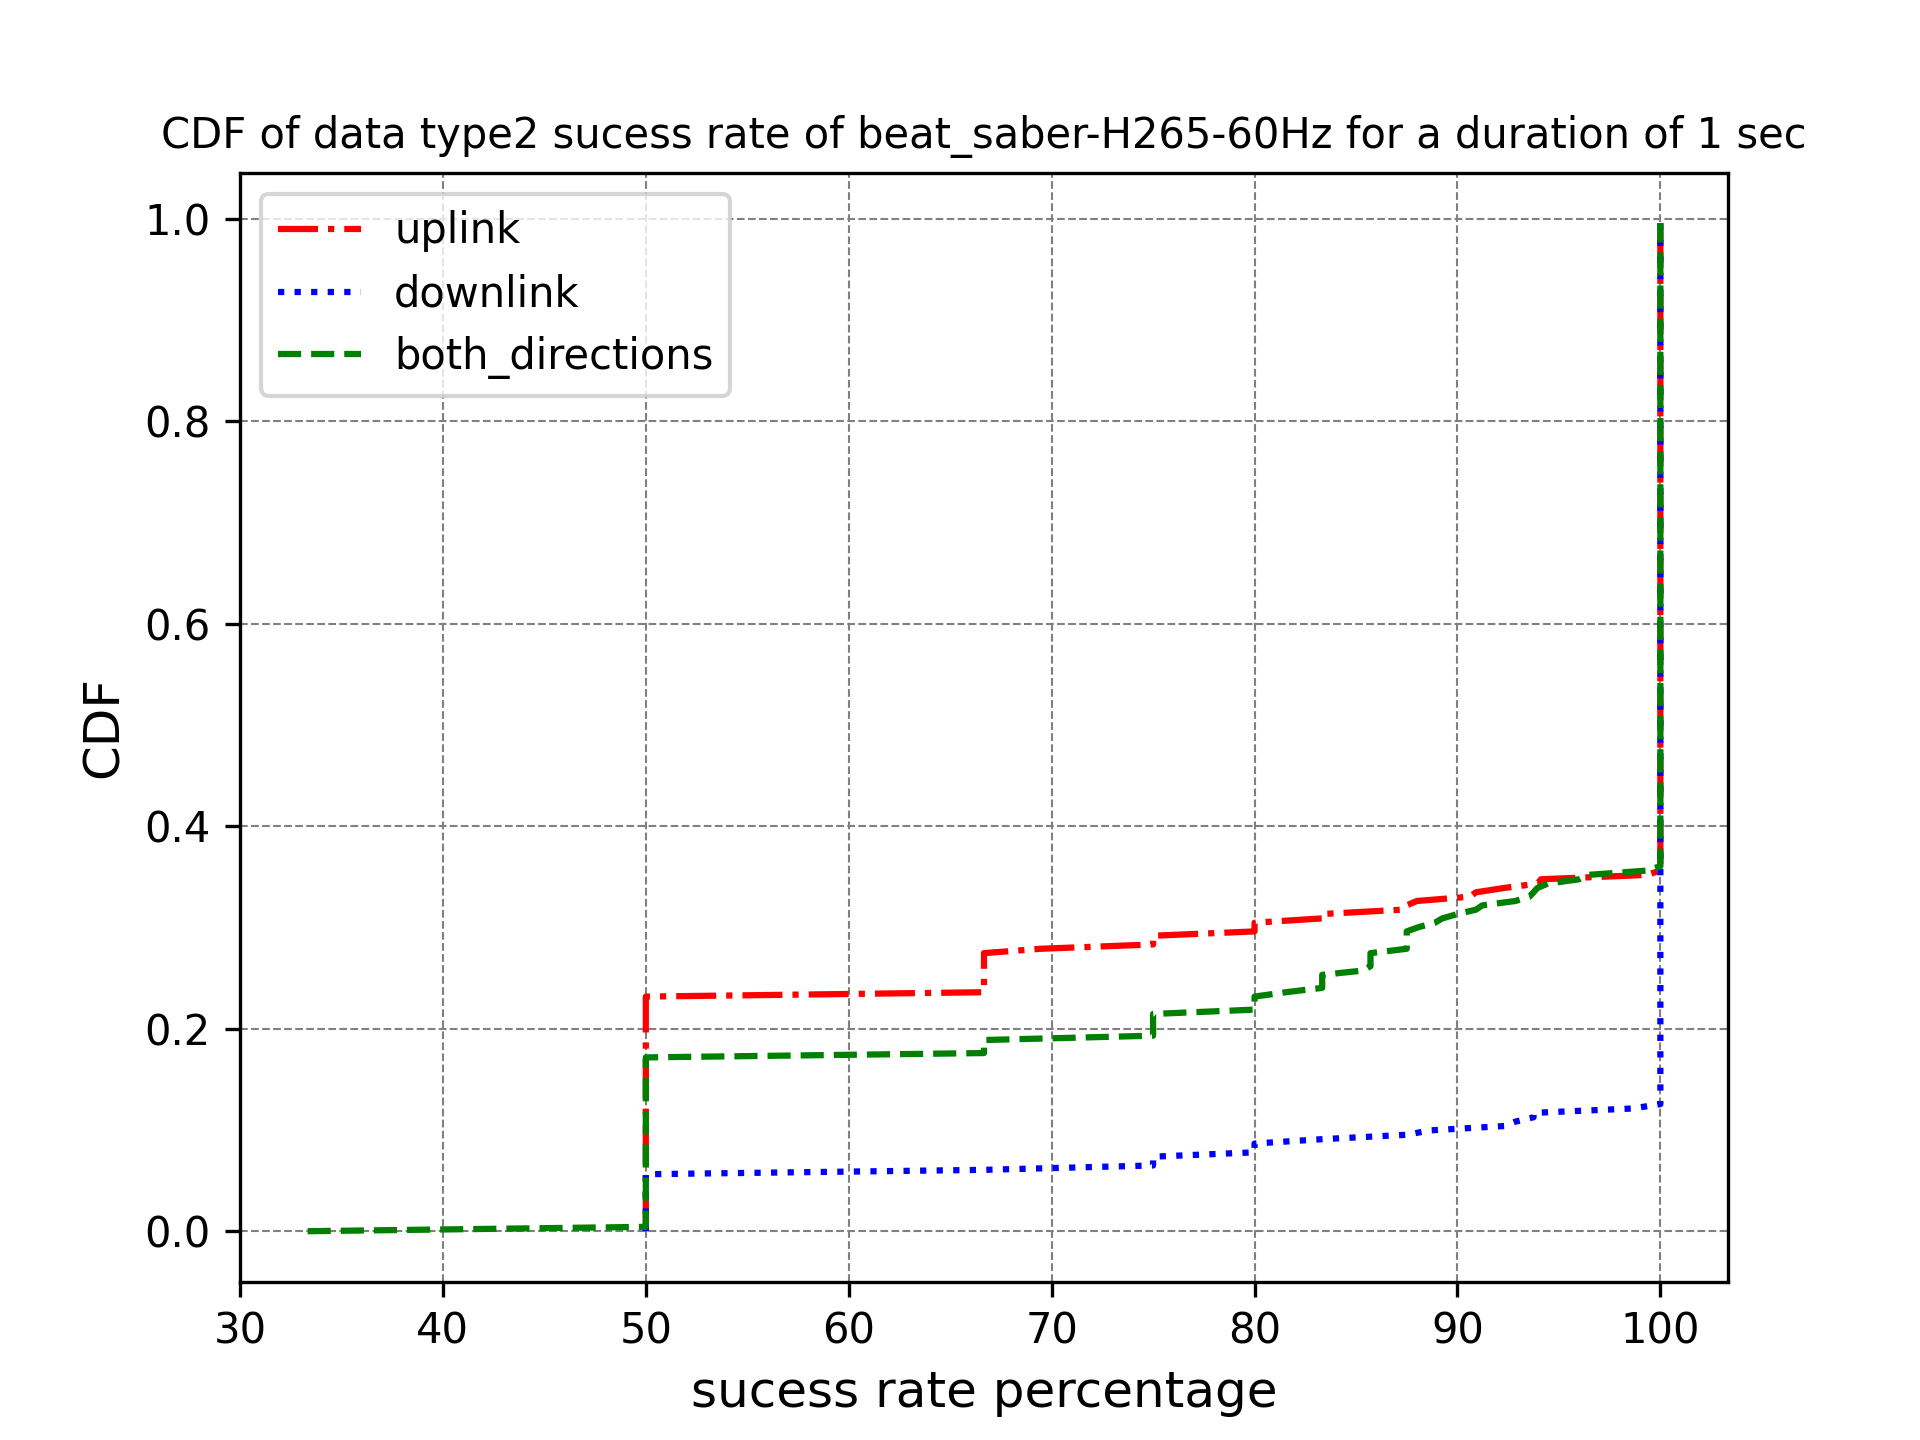 CDF of data type2 sucess rate of beat_saber-H265-60Hz for a duration of 1 sec
uplink
downlink
both_directions
1.0
0.8
0.6
0.4
0.2
0.0
CDF
30 40 50 60 70 80 90 100
sucess rate percentage